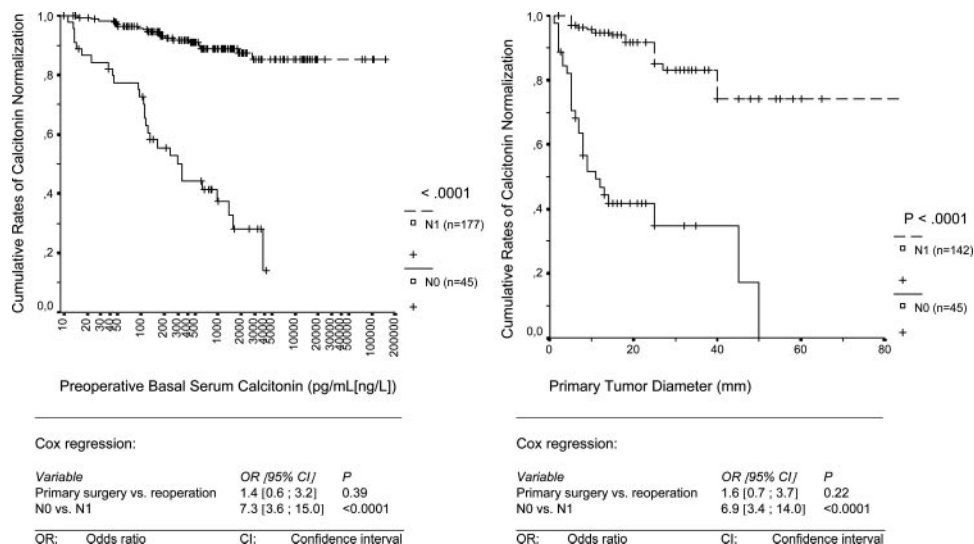 Cumulative Rates of Calcitonin Normalization
1,0
,8
,6
,4
,2
0,0
10
20
30
40
50
100
200
300
400
500
1000
2000
3000
4000
5000
10000
20000
30000
40000
50000
100000
200000
< .0001
N1 (n=177)
N0 (n=45)
Preoperative Basal Serum Calcitonin (pg/mL[ng/L])
Cox regression:
Variable OR [95% CI] P
Primary surgery vs. reoperation 1.4 [0.6 ; 3.2] 0.39
N0 vs. N1 7.3 [3.6 ; 15.0] <0.0001
OR: Odds ratio CI: Confidence interval
Cumulative Rates of Calcitonin Normalization
1,0
,8
,6
,4
,2
0,0
0
20
40
60
80
P < .0001
N1 (n=142)
N0 (n=45)
Primary Tumor Diameter (mm)
Cox regression:
Variable OR [95% CI] P
Primary surgery vs. reoperation 1.6 [0.7 ; 3.7] 0.22
N0 vs. N1 6.9 [3.4 ; 14.0] <0.0001
OR: Odds ratio CI: Confidence interval